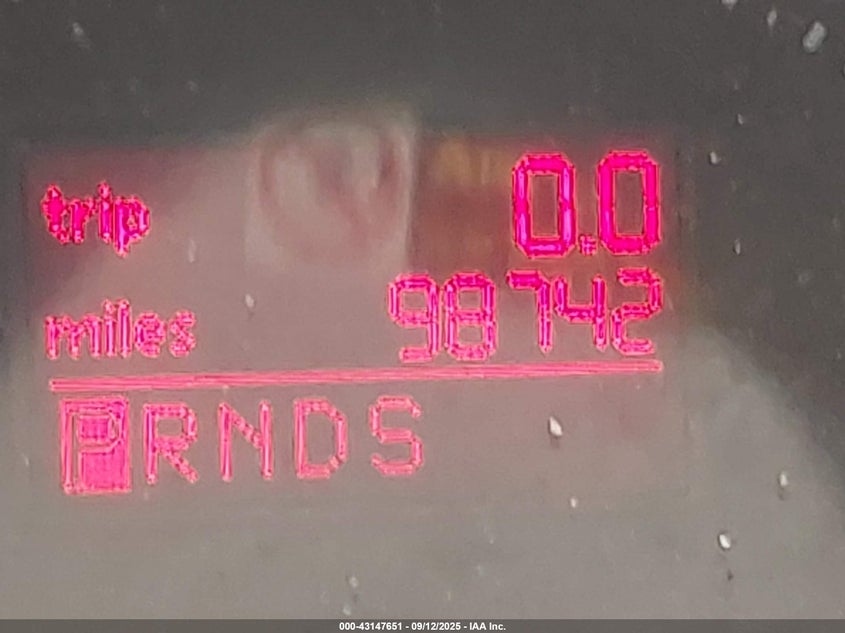 trip 0.0
miles 98742
PRNDS
000-43147651 - 09/12/2025 - IAA Inc.